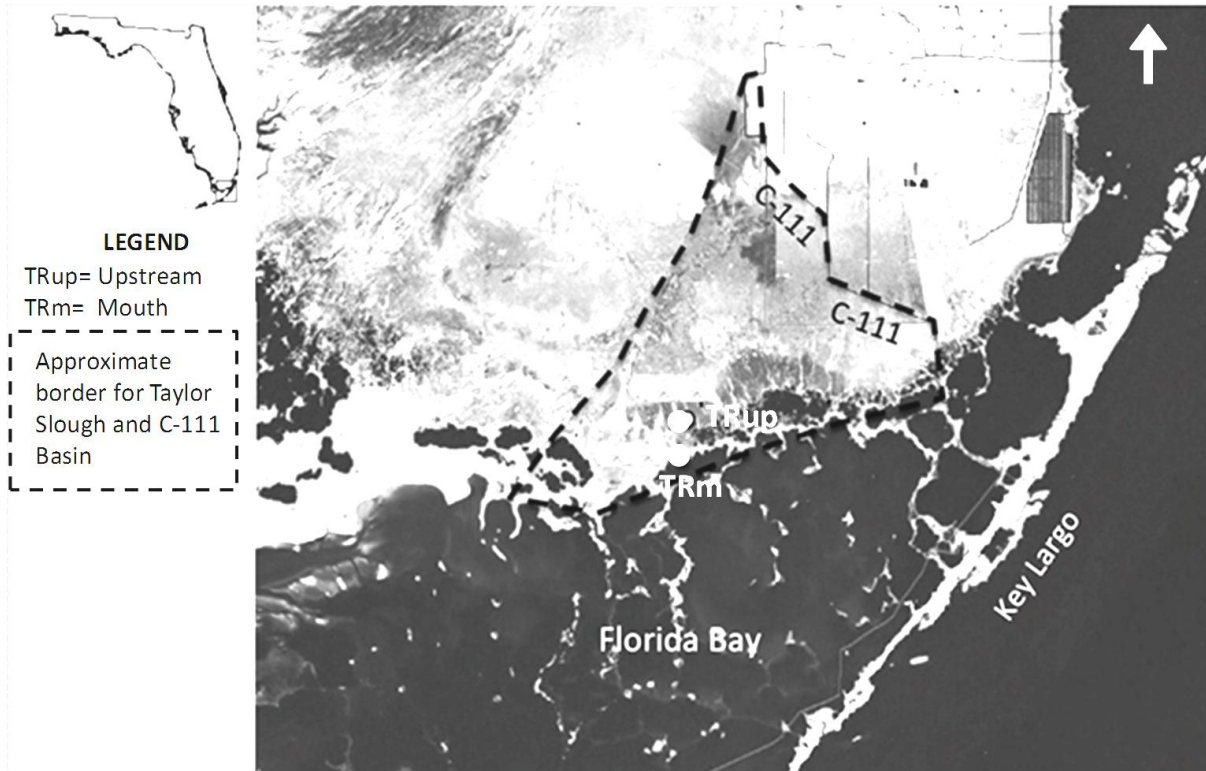 LEGEND
TRup= Upstream
TRm= Mouth
Approximate
border for Taylor
Slough and C-111
Basin
C-111
C-111
TRup
TRm
Key Largo
Florida Bay